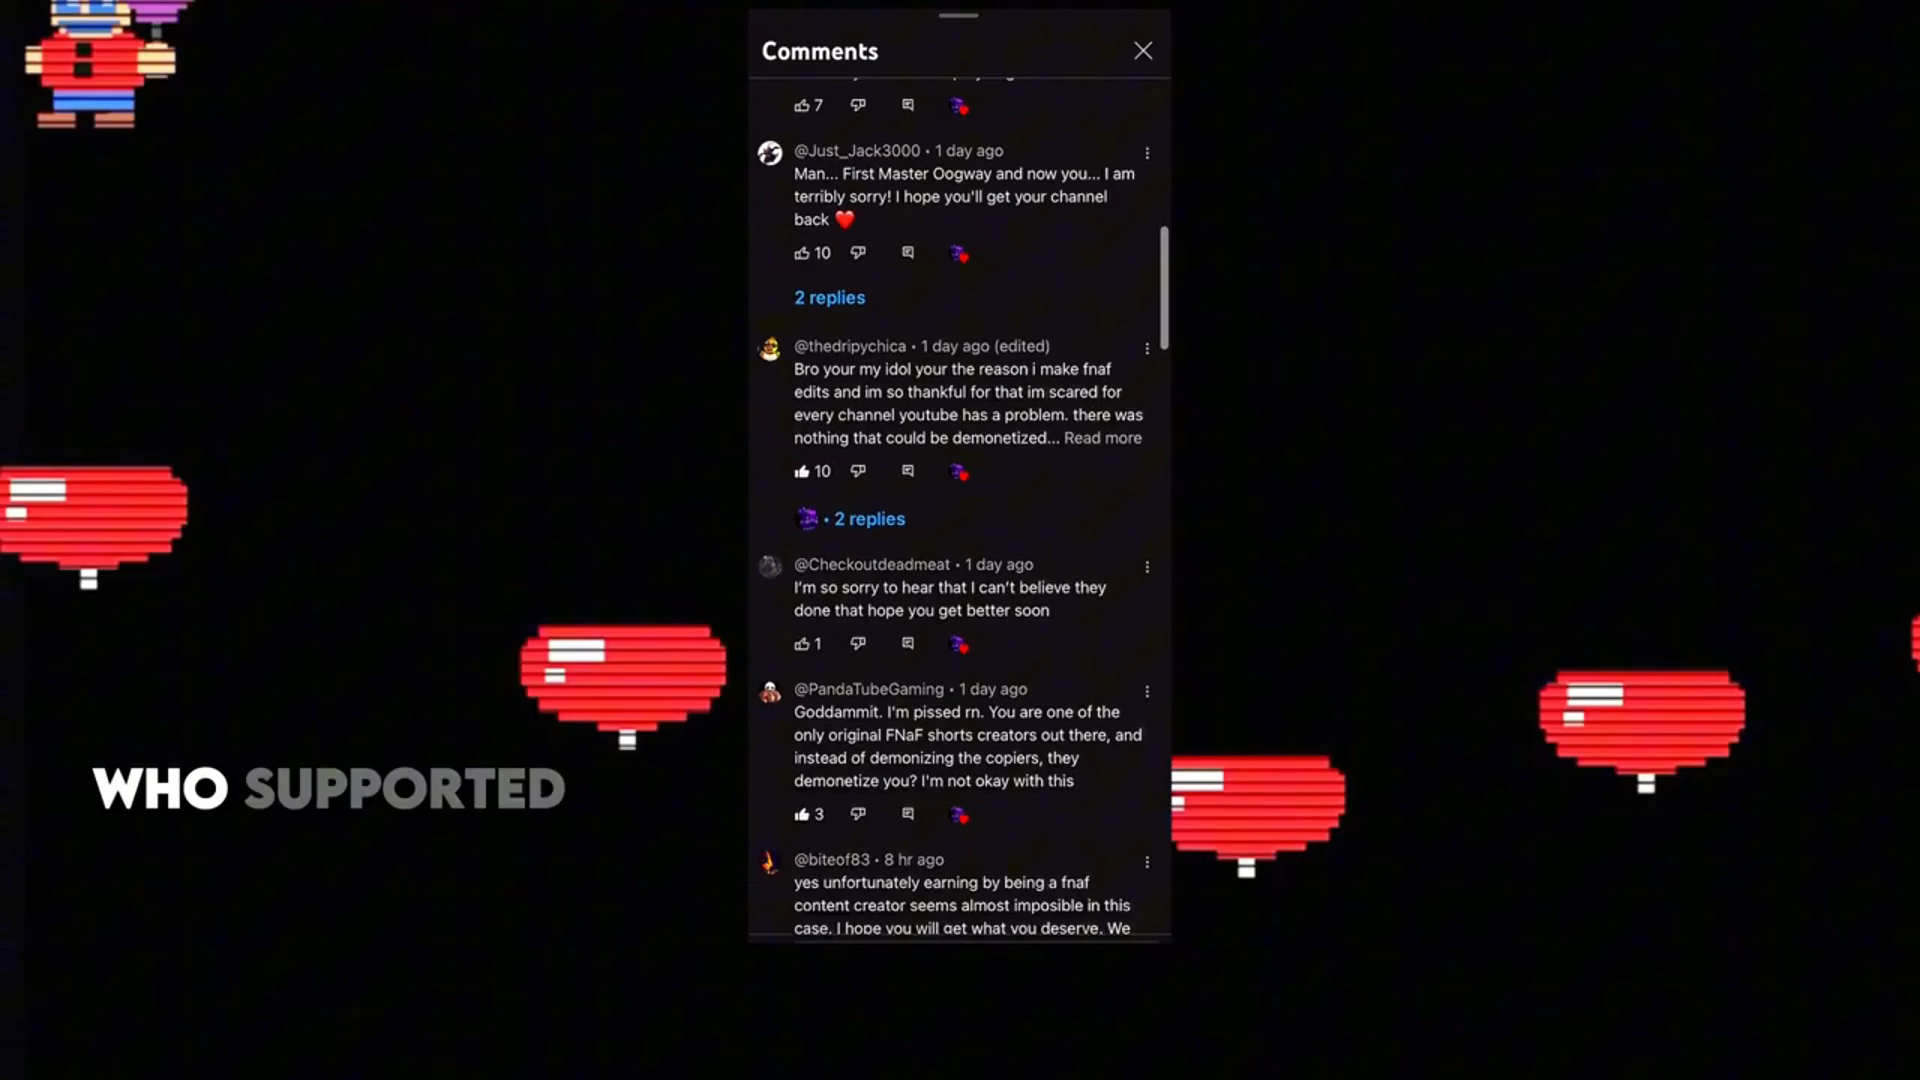 Comments
7
@Just_Jack3000 • 1 day ago
Man... First Master Oogway and now you... I am
terribly sorry! I hope you'll get your channel
back ❤️
10
2 replies
@thedripychica • 1 day ago (edited)
Bro your my idol your the reason i make fnaf
edits and im so thankful for that im scared for
every channel youtube has a problem. there was
nothing that could be demonetized... Read more
10
• 2 replies
@Checkoutdeadmeat • 1 day ago
I'm so sorry to hear that I can't believe they
done that hope you get better soon
1
@PandaTubeGaming • 1 day ago
Goddammit. I'm pissed rn. You are one of the
only original FNaF shorts creators out there, and
instead of demonizing the copiers, they
demonetize you? I'm not okay with this
3
@biteof83 • 8 hr ago
yes unfortunately earning by being a fnaf
content creator seems almost imposible in this
case. I hope you will get what you deserve. We
WHO SUPPORTED